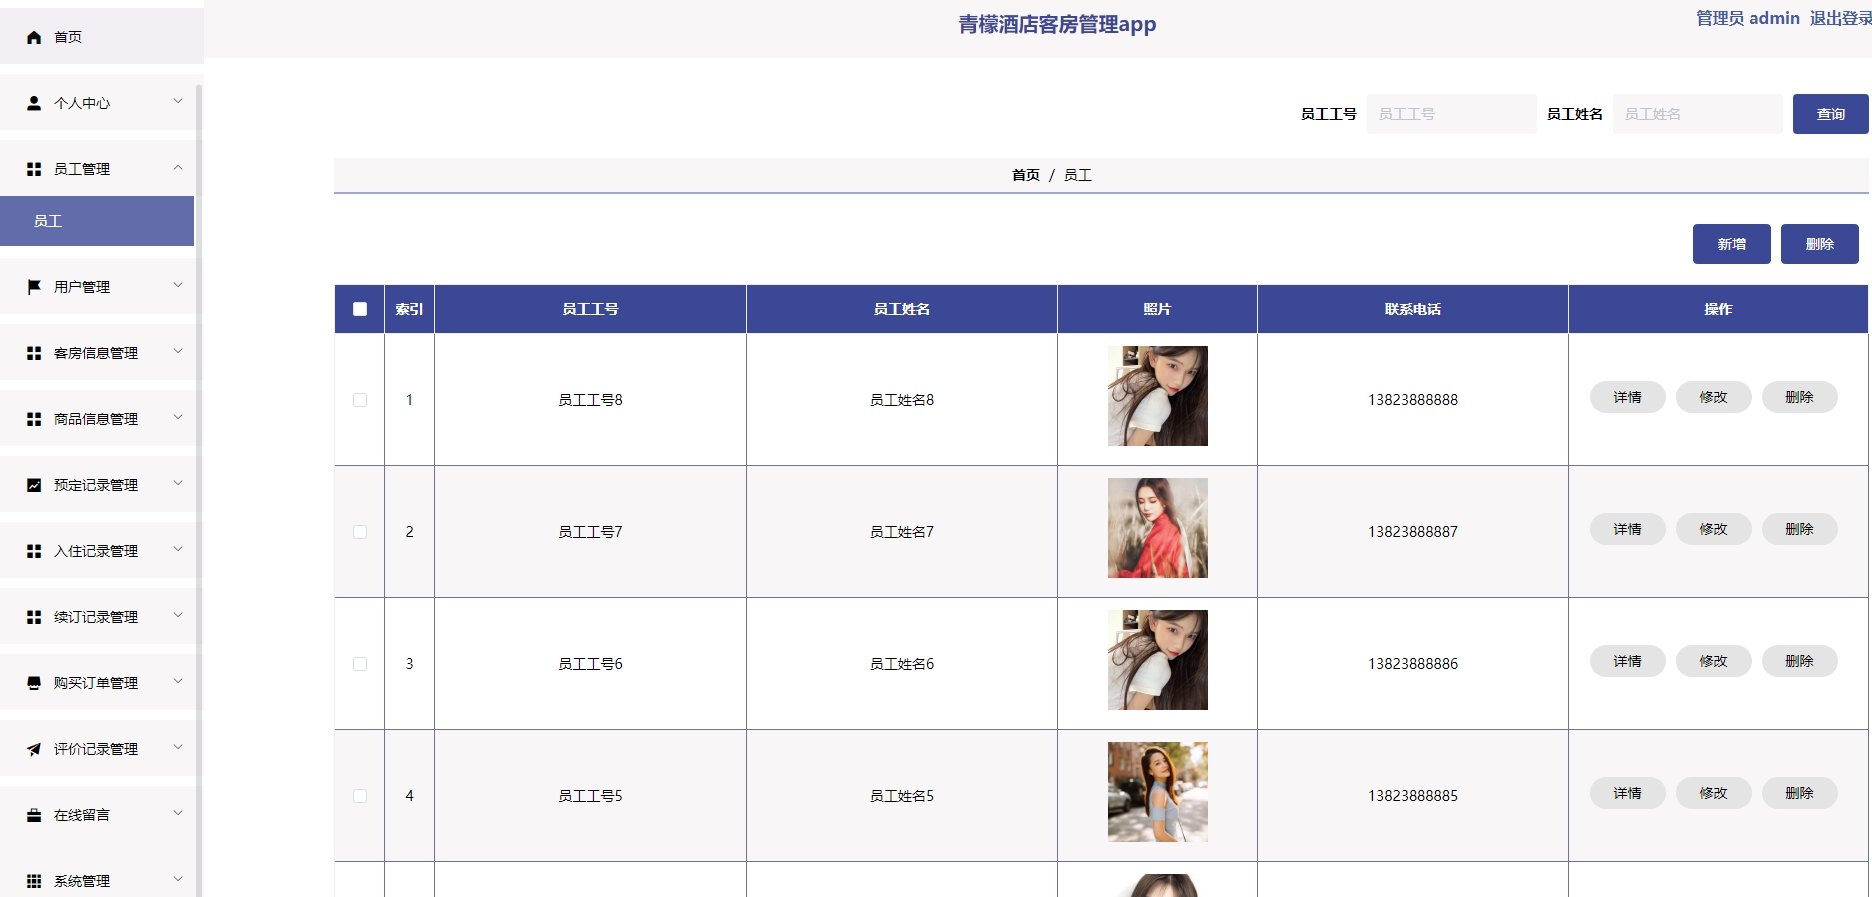 青檬酒店客房管理app
管理员 admin 退出登录
首页
个人中心
员工管理
员工
用户管理
客房信息管理
商品信息管理
预定记录管理
入住记录管理
续订记录管理
购买订单管理
评价记录管理
在线留言
系统管理
员工工号 员工工号 员工姓名 员工姓名 查询
首页 / 员工
新增 删除
索引 员工工号 员工姓名 照片 联系电话 操作
1 员工工号8 员工姓名8 13823888888 详情 修改 删除
2 员工工号7 员工姓名7 13823888887 详情 修改 删除
3 员工工号6 员工姓名6 13823888886 详情 修改 删除
4 员工工号5 员工姓名5 13823888885 详情 修改 删除